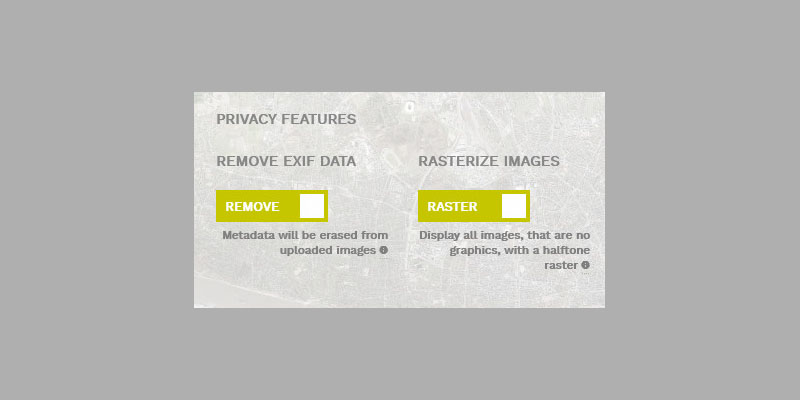 PRIVACY FEATURES
REMOVE EXIF DATA
REMOVE
Metadata will be erased from
uploaded images
RASTERIZE IMAGES
RASTER
Display all images, that are no
graphics, with a halftone
raster